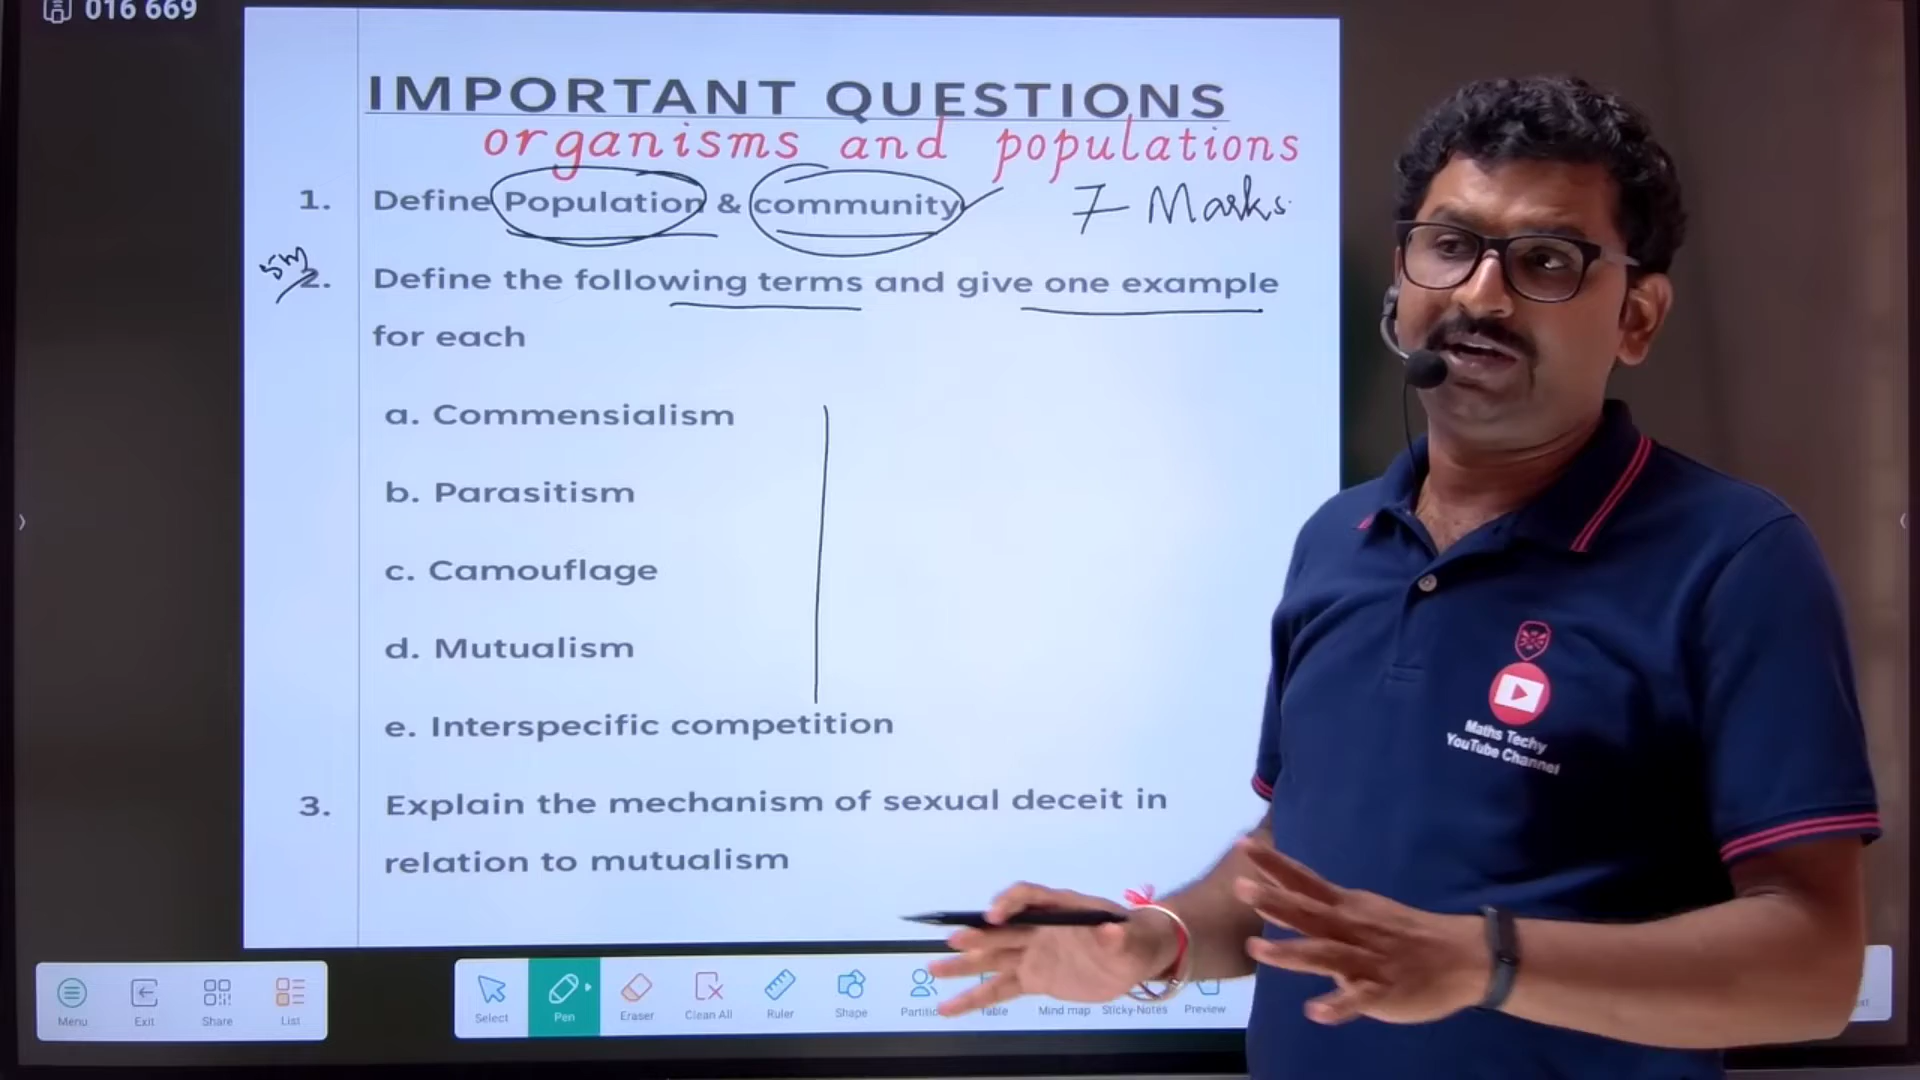 016 669
IMPORTANT QUESTIONS
organisms and populations
1. Define Population & community
7 Marks
5m
2. Define the following terms and give one example
for each
a. Commensialism
b. Parasitism
c. Camouflage
d. Mutualism
e. Interspecific competition
3. Explain the mechanism of sexual deceit in
relation to mutualism
Maths Techy
YouTube Channel
Menu Exit Share List
Select Pen Eraser Clean All Ruler Shape Table Mind map Sticky-Notes Preview